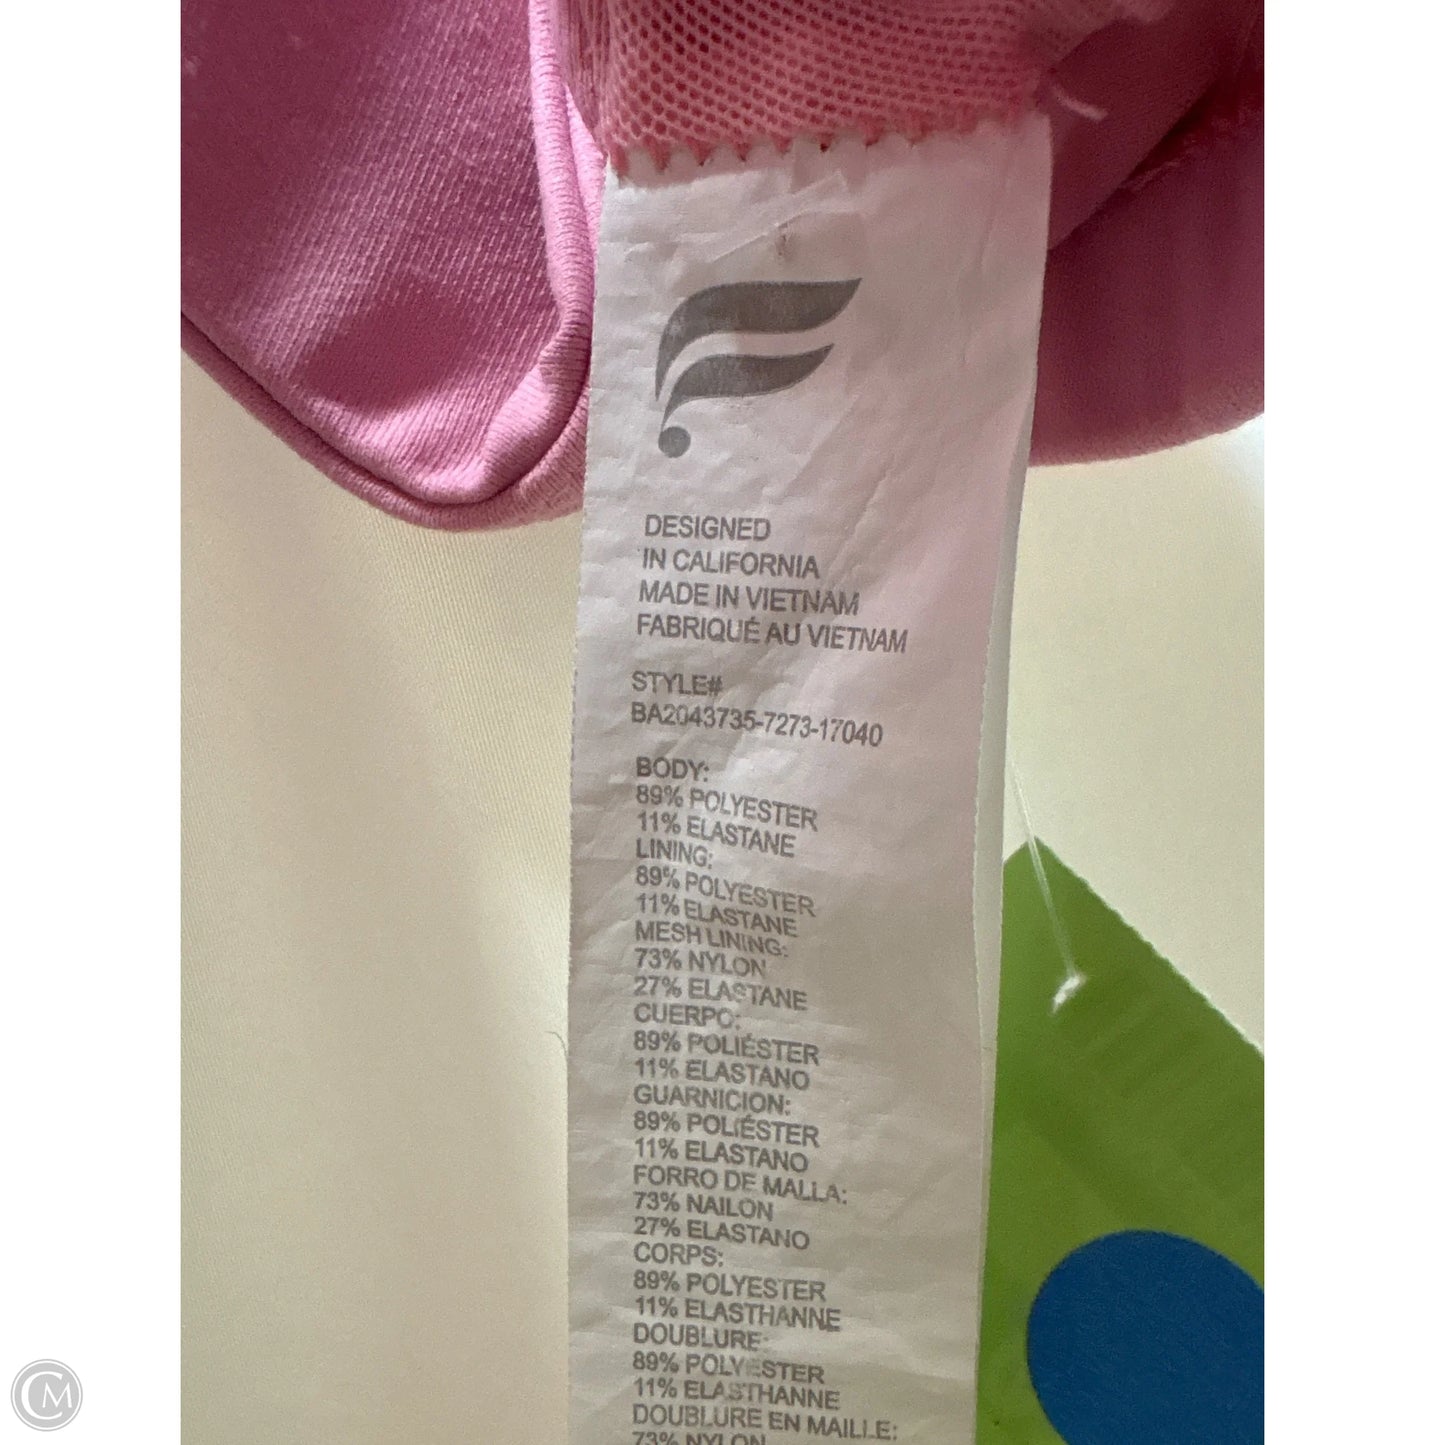 DESIGNED
IN CALIFORNIA
MADE IN VIETNAM
FABRIQUÉ AU VIETNAM
STYLE#
BA2043735-7273-17040
BODY:
89% POLYESTER
11% ELASTANE
LINING:
89% POLYESTER
11% ELASTANE
MESH LINING:
73% NYLON
27% ELASTANE
CUERPO:
89% POLIÉSTER
11% ELASTANO
GUARNICION:
89% POLIÉSTER
11% ELASTANO
FORRO DE MALLA:
73% NAILON
27% ELASTANO
CORPS:
89% POLYESTER
11% ELASTHANNE
DOUBLURE:
89% POLYESTER
11% ELASTHANNE
DOUBLURE EN MAILLE:
73% NYLON
CM